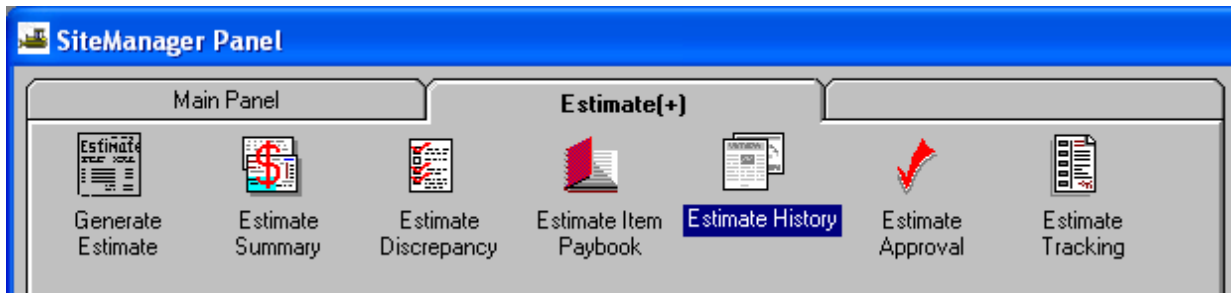 SiteManager Panel
Main Panel
Estimate(+)
Estimate
Generate
Estimate
Estimate
Summary
Estimate
Discrepancy
Estimate Item
Paybook
Estimate History
Estimate
Approval
Estimate
Tracking